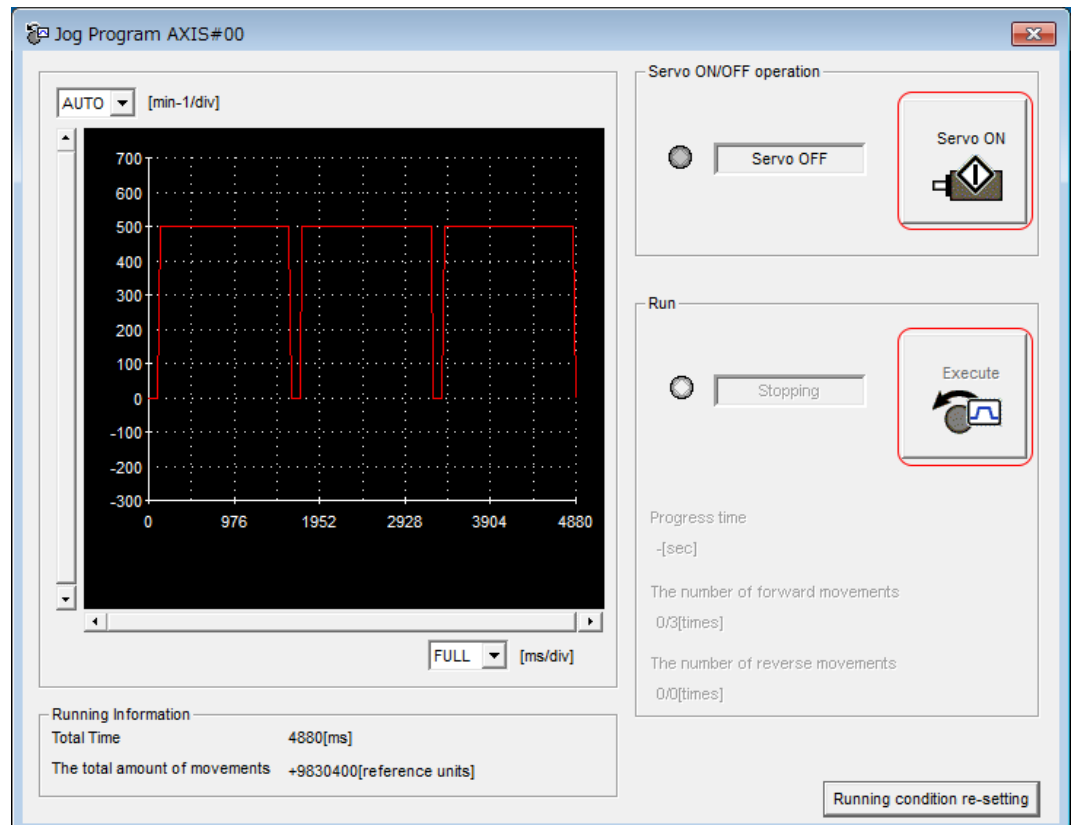 Jog Program AXIS#00
AUTO [min-1/div]
700
600
500
400
300
200
100
0
-100
-200
-300
0 976 1952 2928 3904 4880
FULL [ms/div]
Running Information
Total Time 4880[ms]
The total amount of movements +9830400[reference units]
Servo ON/OFF operation
Servo OFF
Servo ON
Run
Stopping
Execute
Progress time
-[sec]
The number of forward movements
0/3[times]
The number of reverse movements
0/0[times]
Running condition re-setting